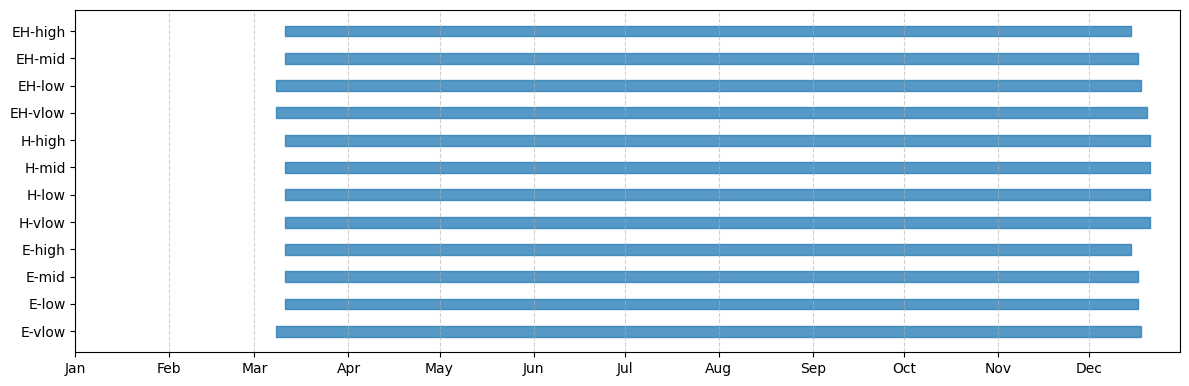 EH-high
EH-mid
EH-low
EH-vlow
H-high
H-mid
H-low
H-vlow
E-high
E-mid
E-low
E-vlow
Jan Feb Mar Apr May Jun Jul Aug Sep Oct Nov Dec